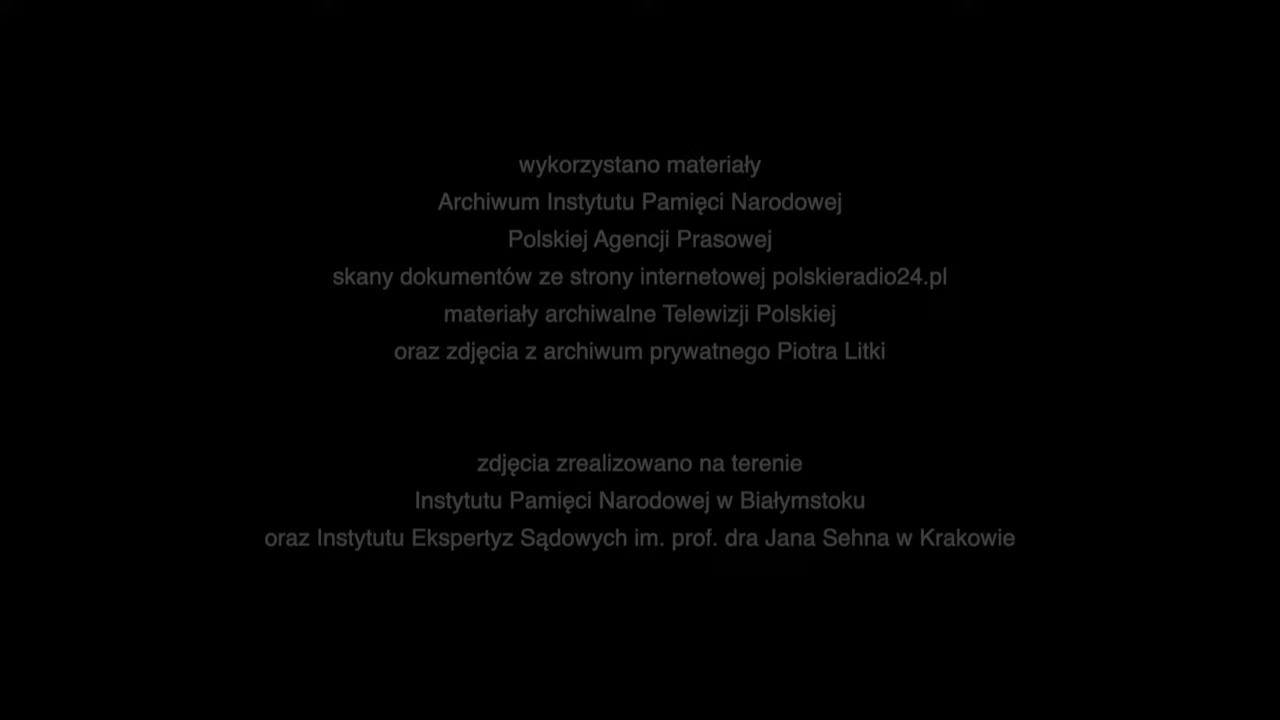 wykorzystano materiały
Archiwum Instytutu Pamięci Narodowej
Polskiej Agencji Prasowej
skany dokumentów ze strony internetowej polskieradio24.pl
materiały archiwalne Telewizji Polskiej
oraz zdjęcia z archiwum prywatnego Piotra Litki
zdjęcia zrealizowano na terenie
Instytutu Pamięci Narodowej w Białymstoku
oraz Instytutu Ekspertyz Sądowych im. prof. dra Jana Sehna w Krakowie